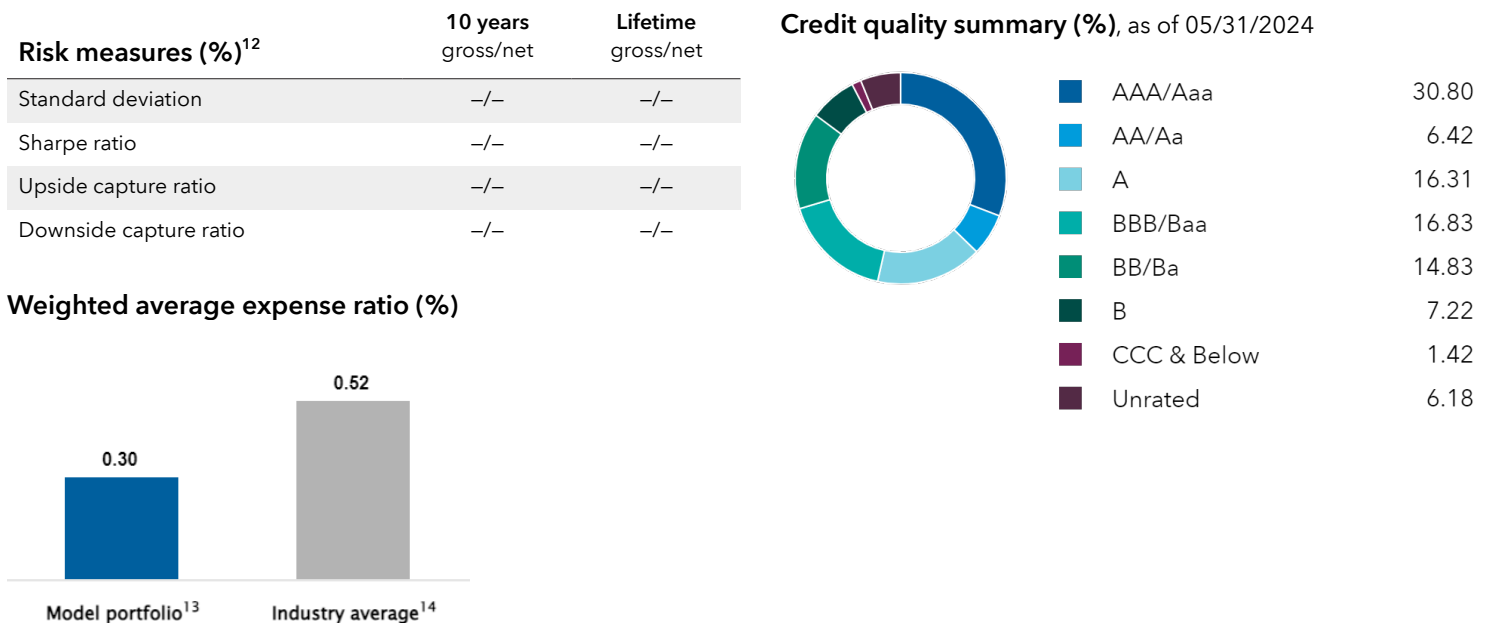 Risk measures (%)12 10 years gross/net Lifetime gross/net
Standard deviation –/– –/–
Sharpe ratio –/– –/–
Upside capture ratio –/– –/–
Downside capture ratio –/– –/–
Weighted average expense ratio (%)
0.30
0.52
Model portfolio13 Industry average14
Credit quality summary (%), as of 05/31/2024
AAA/Aaa 30.80
AA/Aa 6.42
A 16.31
BBB/Baa 16.83
BB/Ba 14.83
B 7.22
CCC & Below 1.42
Unrated 6.18